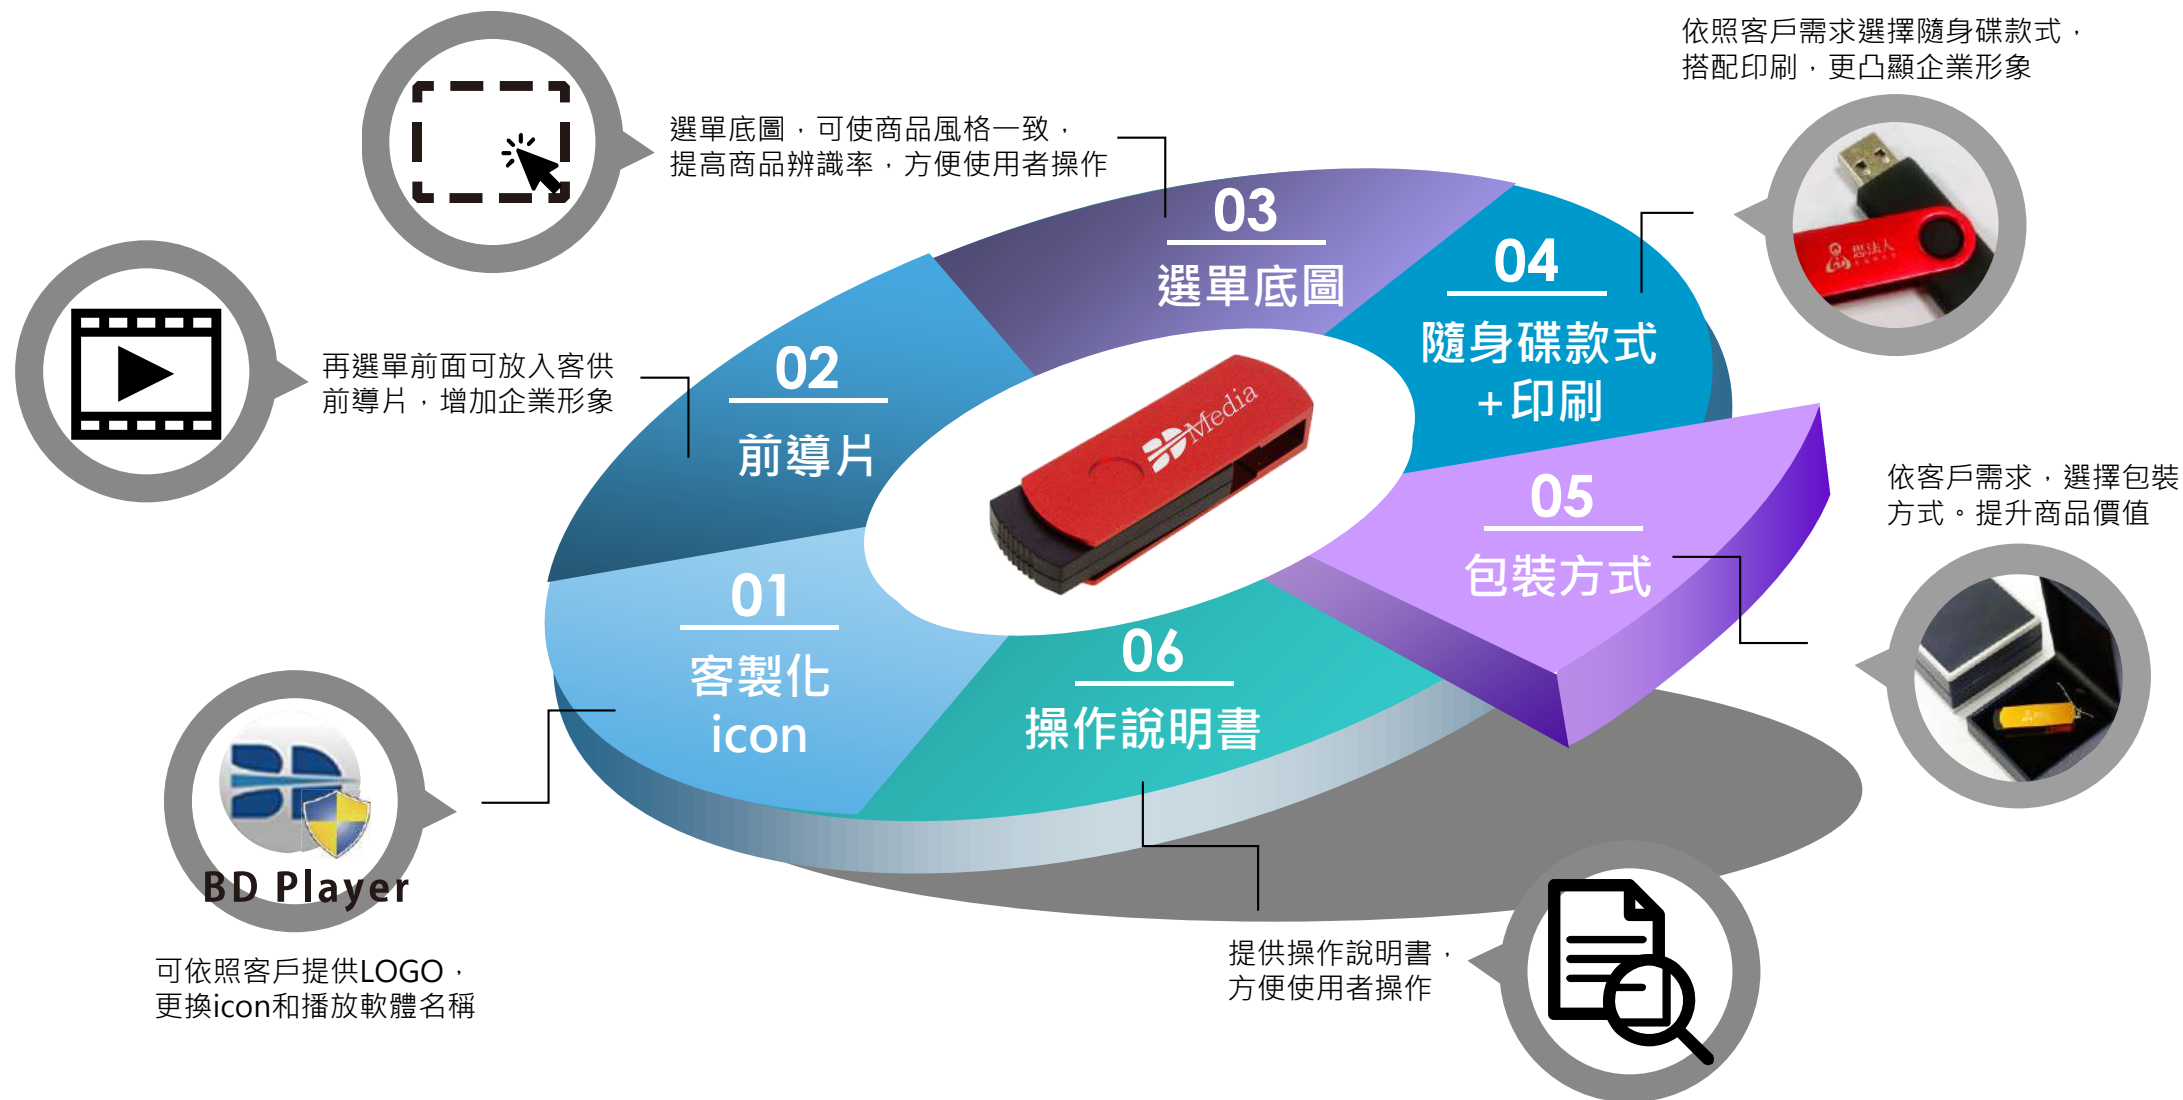 依照客戶需求選擇隨身碟款式，
搭配印刷，更凸顯企業形象
選單底圖，可使商品風格一致，
提高商品辨識率，方便使用者操作
03
選單底圖
04
隨身碟款式
+印刷
再選單前面可放入客供
前導片，增加企業形象
02
前導片
BD Media
依客戶需求，選擇包裝
方式。提升商品價值
05
包裝方式
01
客製化
icon
06
操作說明書
BD Player
可依照客戶提供LOGO，
更換icon和播放軟體名稱
提供操作說明書，
方便使用者操作